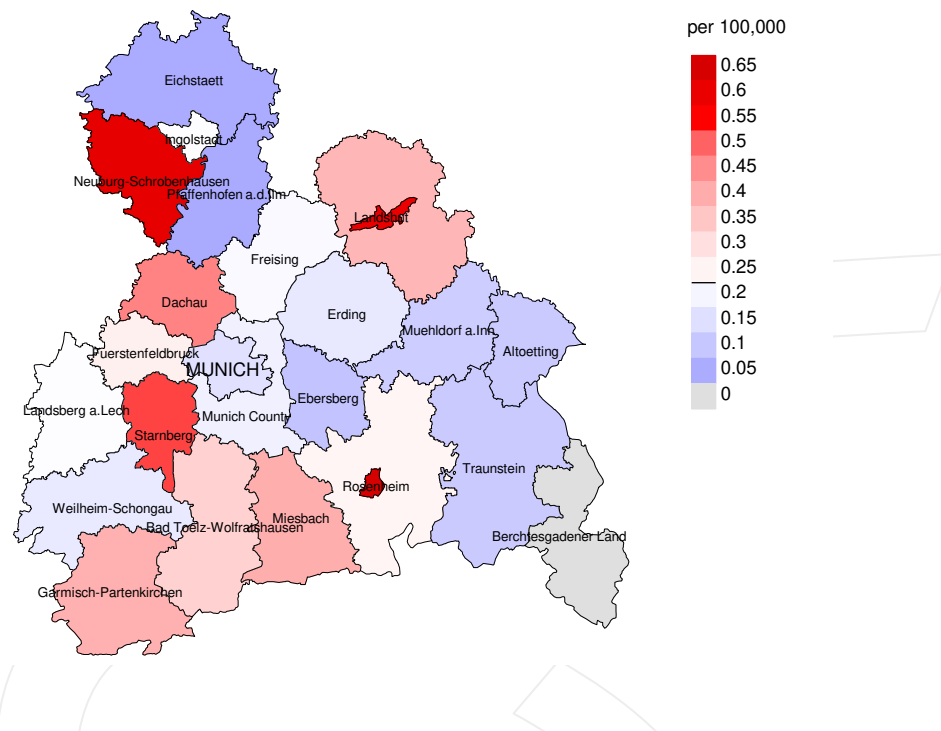 per 100,000
0.65
0.6
0.55
0.5
0.45
0.4
0.35
0.3
0.25
0.2
0.15
0.1
0.05
0
Eichstaett
Ingolstadt
Neuburg-Schrobenhausen
Pfaffenhofen a.d.Ilm
Landshut
Freising
Dachau
Erding
Muehldorf a.Inn
Altoetting
Fuerstenfeldbruck
MUNICH
Ebersberg
Landsberg a.Lech
Munich County
Starnberg
Traunstein
Rosenheim
Weilheim-Schongau
Miesbach
Bad Toelz-Wolfratshausen
Berchtesgadener Land
Garmisch-Partenkirchen